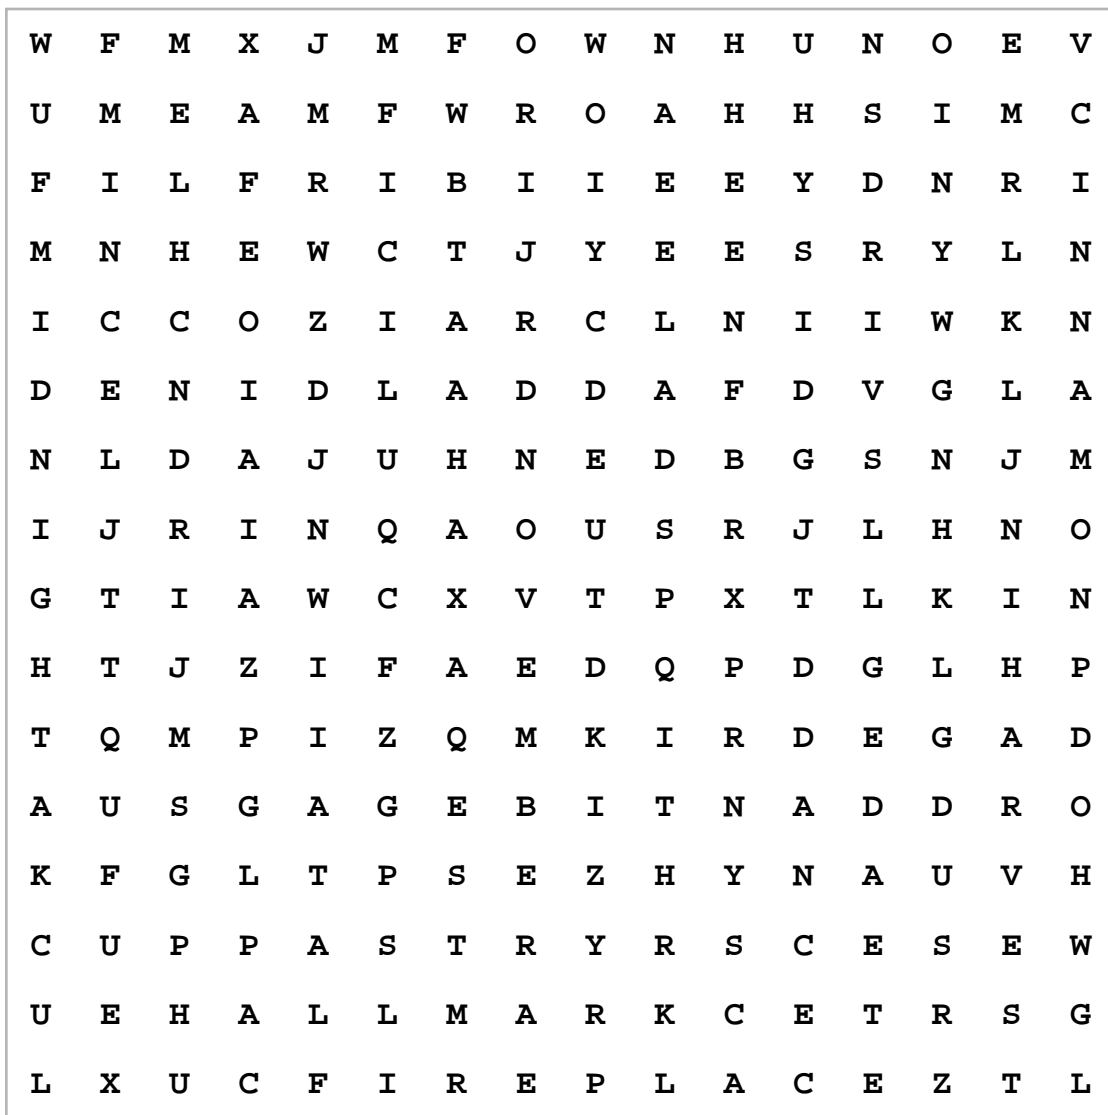 W F M X J M F O W N H U N O E V
U M E A M F W R O A H H S I M C
F I L F R I B I I E E Y D N R I
M N H E W C T J Y E E S R Y L N
I C C O Z I A R C L N I I W K N
D E N I D L A D D A F D V G L A
N L D A J U H N E D B G S N J M
I J R I N Q A O U S R J L H N O
G T I A W C X V T P X T L K I N
H T J Z I F A E D Q P D G L H P
T Q M P I Z Q M K I R D E G A D
A U S G A G E B I T N A D D R O
K F G L T P S E Z H Y N A U V H
C U P P A S T R Y R S C E S E W
U E H A L L M A R K C E T R S G
L X U C F I R E P L A C E Z T L